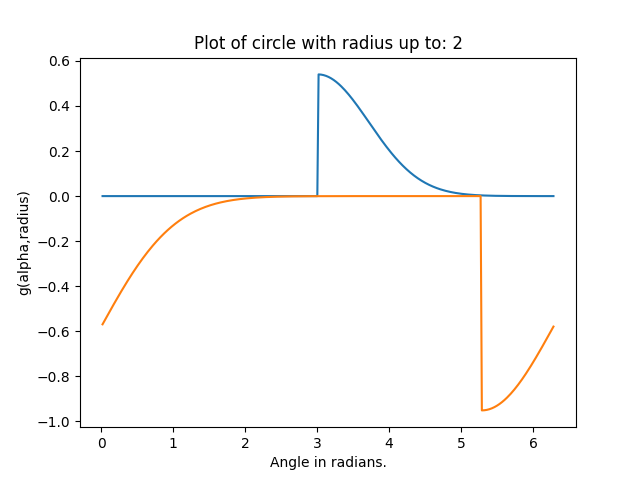 Plot of circle with radius up to: 2
0.6
0.4
0.2
0.0
−0.2
−0.4
−0.6
−0.8
−1.0
g(alpha,radius)
0 1 2 3 4 5 6
Angle in radians.